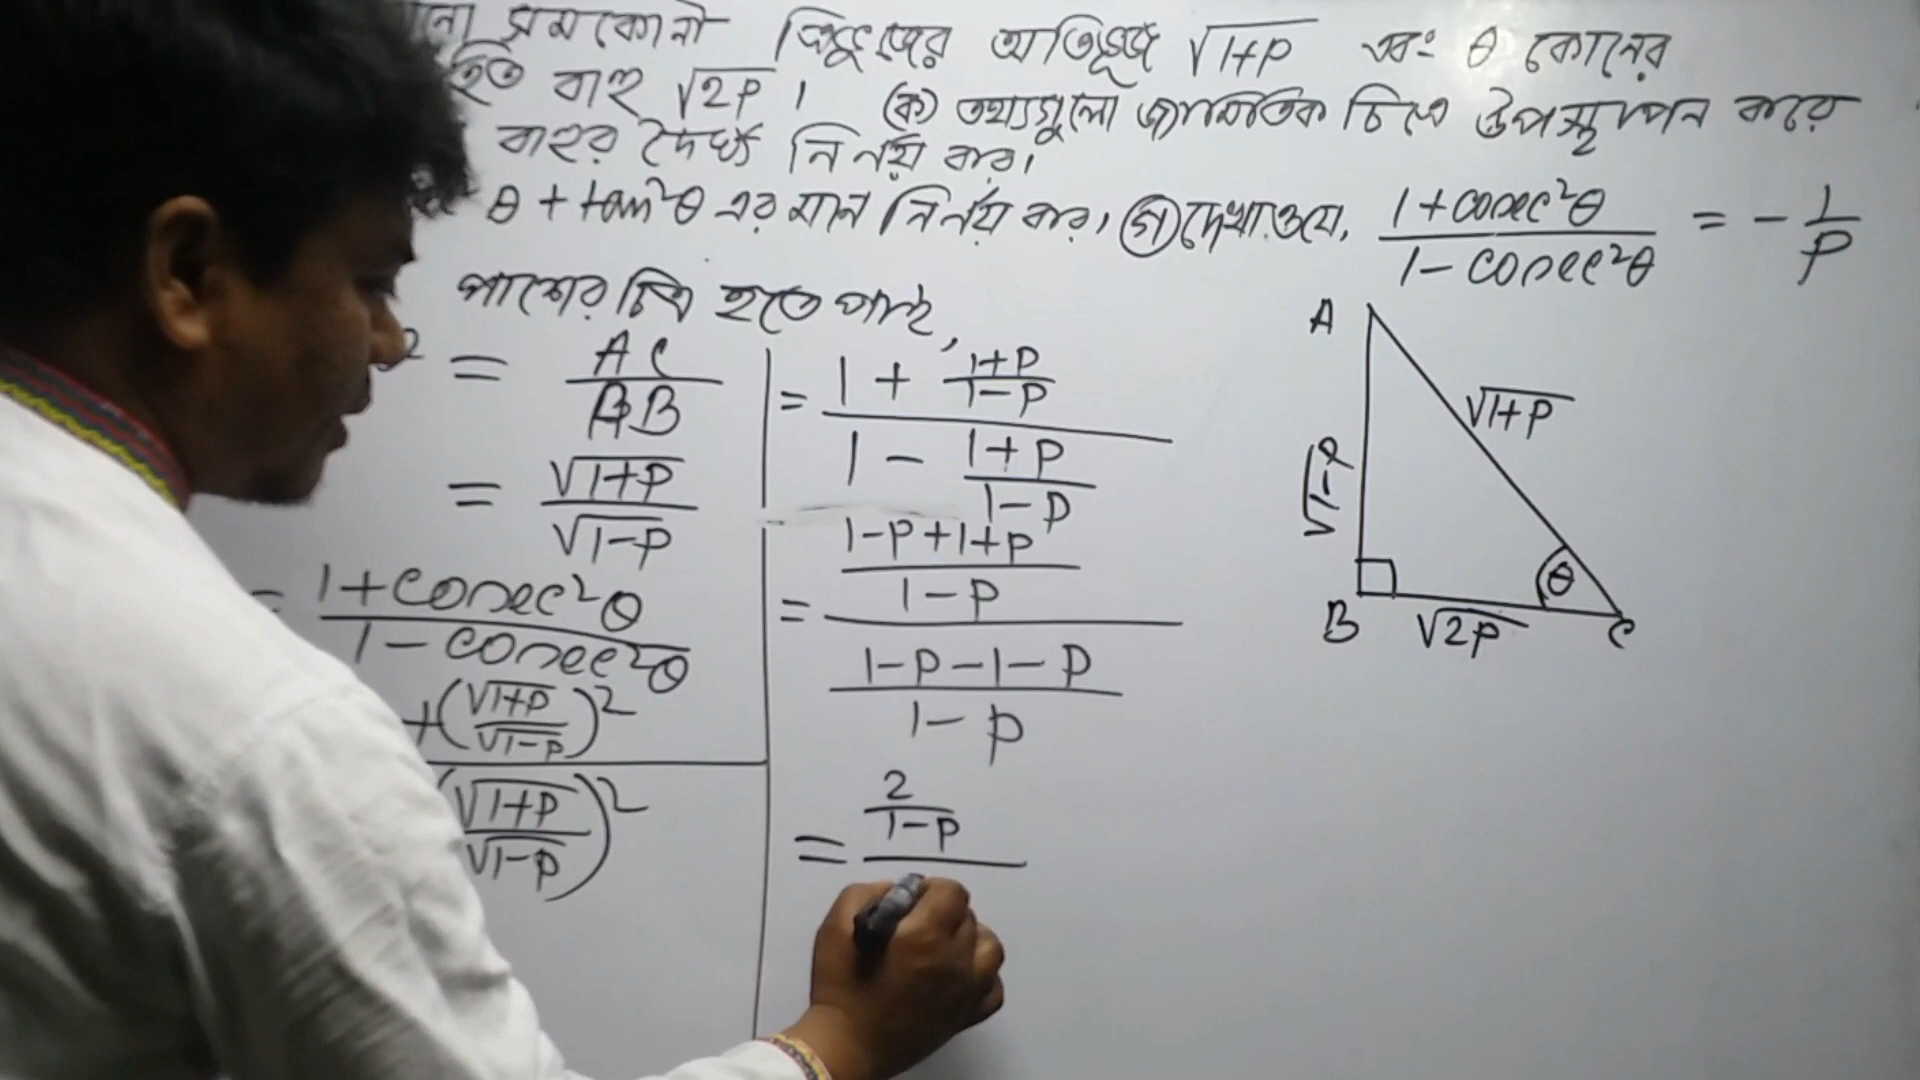 সমকোনী ত্রিভুজের অতিভূজ √1+P এবং θ কোনের
বাহু √2P । (ক) তথ্যগুলো জ্যামিতিক চিত্রে উপস্থাপন করে
বাহুর দৈর্ঘ্য নির্নয় কর।
θ + tan²θ এর মান নির্নয় কর। (গ) দেখাও যে, (1+cosec²θ)/(1-cosec²θ) = - 1/P
পাশের চিত্র হতে পাই,
= AC/AB
= √1+P/√1-P
= (1+cosec²θ)/(1-cosec²θ)
+(√1+P/√1-P)²
(√1+P/√1-P)²
= (1 + (1+P)/(1-P))/(1 - (1+P)/(1-P))
= ((1-P+1+P)/(1-P))/((1-P-1-P)/(1-P))
= 2/(1-P)
A
√1+P
√1-P
θ
B √2P C